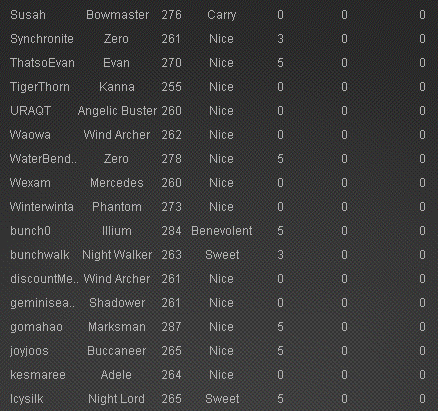 Susah Bowmaster 276 Carry 0 0 0
Synchronite Zero 261 Nice 3 0 0
ThatsoEvan Evan 270 Nice 5 0 0
TigerThorn Kanna 255 Nice 0 0 0
URAQT Angelic Buster 260 Nice 0 0 0
Waowa Wind Archer 262 Nice 0 0 0
WaterBend.. Zero 278 Nice 5 0 0
Wexam Mercedes 260 Nice 0 0 0
Winterwinta Phantom 273 Nice 0 0 0
bunch0 Illium 284 Benevolent 5 0 0
bunchwalk Night Walker 263 Sweet 3 0 0
discountMe.. Wind Archer 261 Nice 0 0 0
geminisea.. Shadower 261 Nice 0 0 0
gomahao Marksman 287 Nice 5 0 0
joyjoos Buccaneer 265 Nice 5 0 0
kesmaree Adele 264 Nice 0 0 0
lcysilk Night Lord 265 Sweet 5 0 0